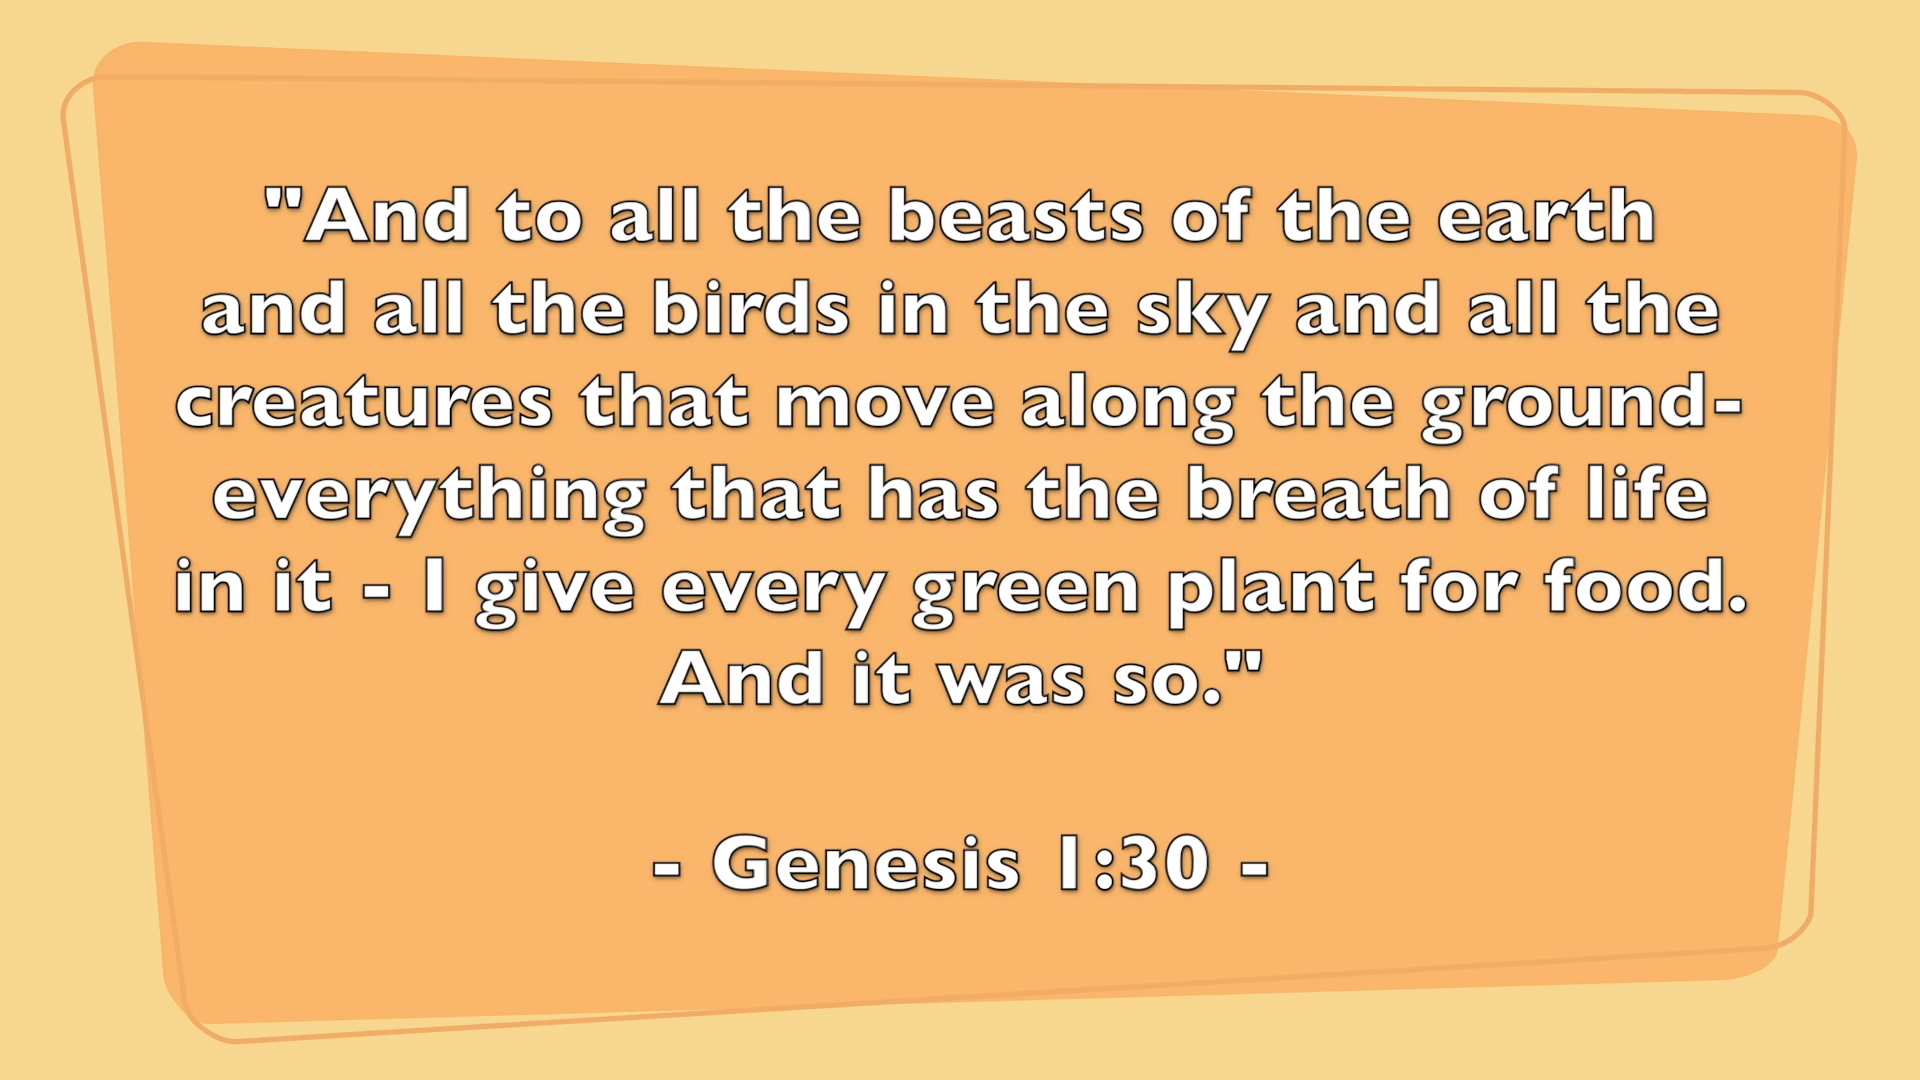 "And to all the beasts of the earth
and all the birds in the sky and all the
creatures that move along the ground-
everything that has the breath of life
in it - I give every green plant for food.
And it was so."
- Genesis 1:30 -